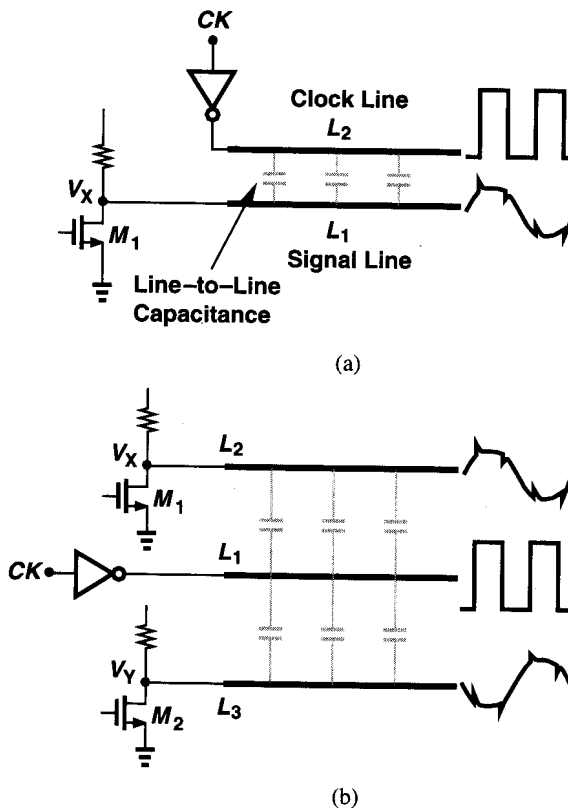 CK
Clock Line
L2
VX
M1
L1
Signal Line
Line–to–Line
Capacitance
(a)
VX
L2
M1
CK
L1
VY
M2
L3
(b)